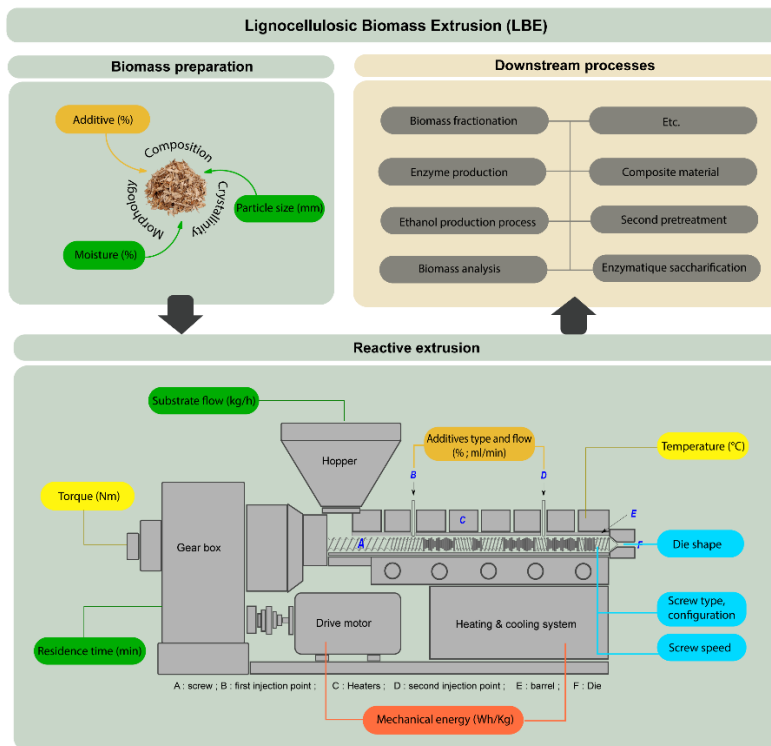 Lignocellulosic Biomass Extrusion (LBE)
Biomass preparation
Downstream processes
Additive (%)
Composition
Crystallinity
Morphology
Particle size (mm)
Moisture (%)
Biomass fractionation
Etc.
Enzyme production
Composite material
Ethanol production process
Second pretreatment
Biomass analysis
Enzymatique saccharification
Reactive extrusion
Substrate flow (kg/h)
Additives type and flow
(% ; ml/min)
Temperature (°C)
Hopper
B
D
E
C
Torque (Nm)
Gear box
A
F
Die shape
Screw type,
configuration
Drive motor
Heating & cooling system
Residence time (min)
Screw speed
A : screw ; B : first injection point ; C : Heaters ; D : second injection point ; E : barrel ; F : Die
Mechanical energy (Wh/Kg)